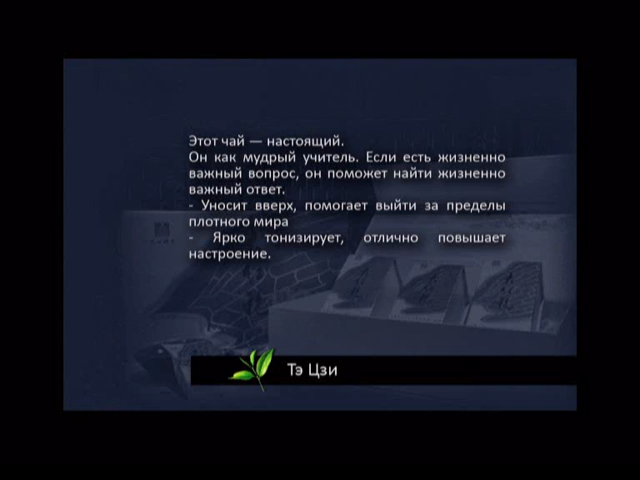 Этот чай — настоящий.
Он как мудрый учитель. Если есть жизненно
важный вопрос, он поможет найти жизненно
важный ответ.
- Уносит вверх, помогает выйти за пределы
плотного мира
- Ярко тонизирует, отлично повышает
настроение.
Тэ Цзи